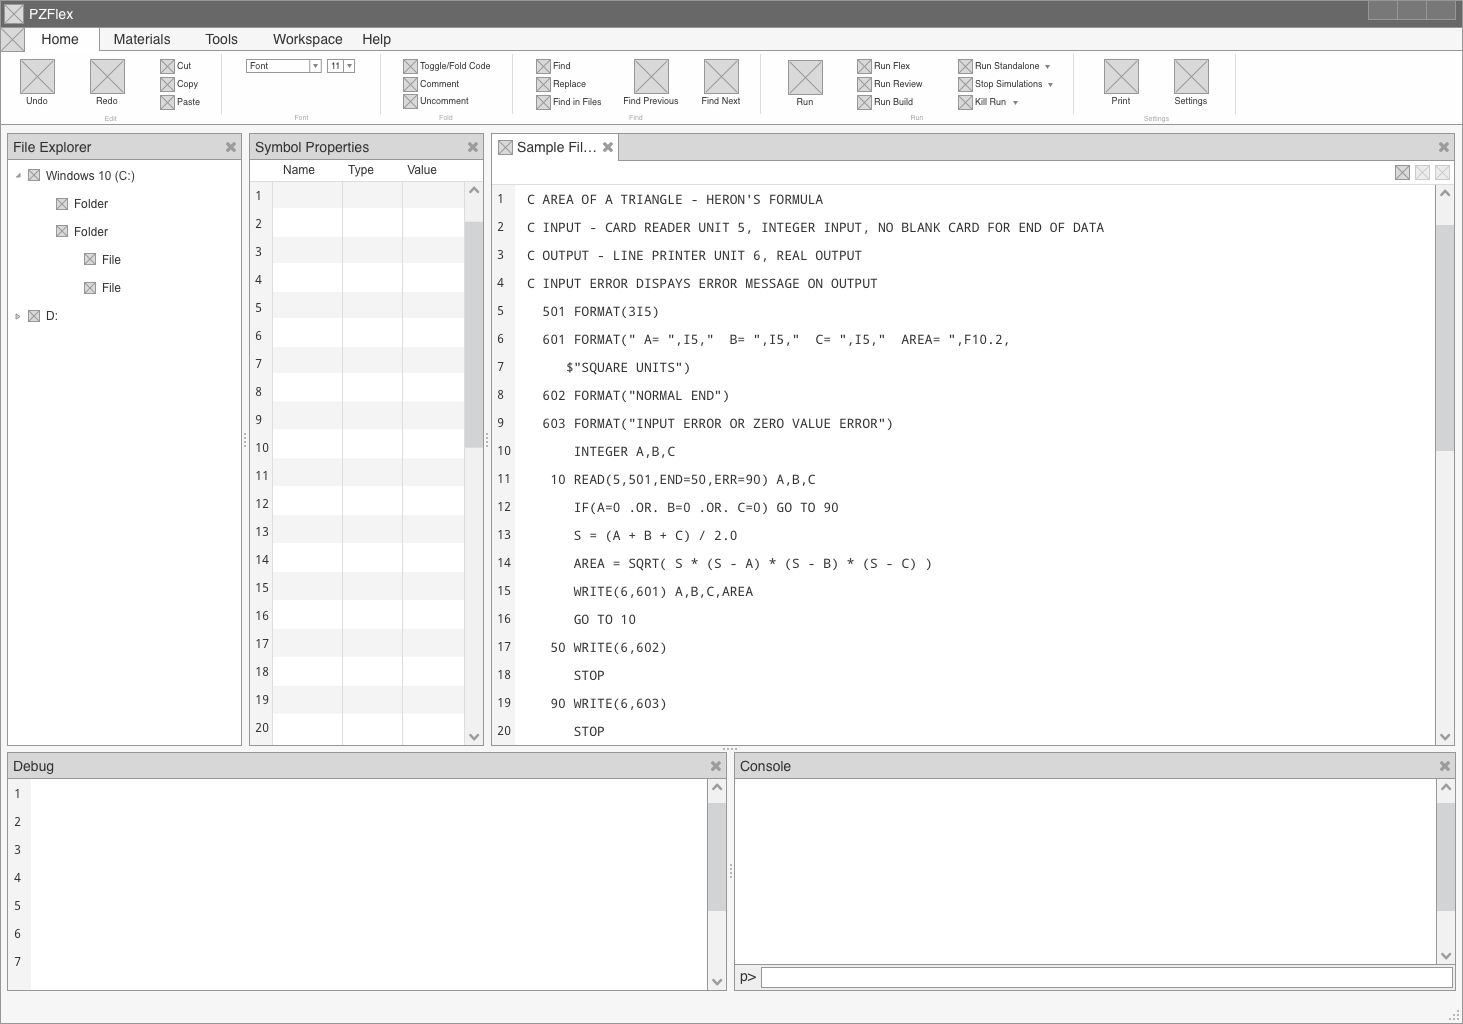 PZFlex
Home Materials Tools Workspace Help
Undo Redo Cut Copy Paste Edit
Font 11 Font
Toggle/Fold Code Comment Uncomment Fold
Find Replace Find in Files Find Previous Find Next Find
Run Run Flex Run Review Run Build Run Standalone Stop Simulations Kill Run Run
Print Settings Settings
File Explorer
Windows 10 (C:)
Folder
Folder
File
File
D:
Symbol Properties
Name Type Value
1
2
3
4
5
6
7
8
9
10
11
12
13
14
15
16
17
18
19
20
Sample Fil...
1 C AREA OF A TRIANGLE - HERON'S FORMULA
2 C INPUT - CARD READER UNIT 5, INTEGER INPUT, NO BLANK CARD FOR END OF DATA
3 C OUTPUT - LINE PRINTER UNIT 6, REAL OUTPUT
4 C INPUT ERROR DISPAYS ERROR MESSAGE ON OUTPUT
5 501 FORMAT(3I5)
6 601 FORMAT(" A= ",I5,"  B= ",I5,"  C= ",I5,"  AREA= ",F10.2,
7 $"SQUARE UNITS")
8 602 FORMAT("NORMAL END")
9 603 FORMAT("INPUT ERROR OR ZERO VALUE ERROR")
10 INTEGER A,B,C
11 10 READ(5,501,END=50,ERR=90) A,B,C
12 IF(A=0 .OR. B=0 .OR. C=0) GO TO 90
13 S = (A + B + C) / 2.0
14 AREA = SQRT( S * (S - A) * (S - B) * (S - C) )
15 WRITE(6,601) A,B,C,AREA
16 GO TO 10
17 50 WRITE(6,602)
18 STOP
19 90 WRITE(6,603)
20 STOP
Debug
1
2
3
4
5
6
7
Console
p>